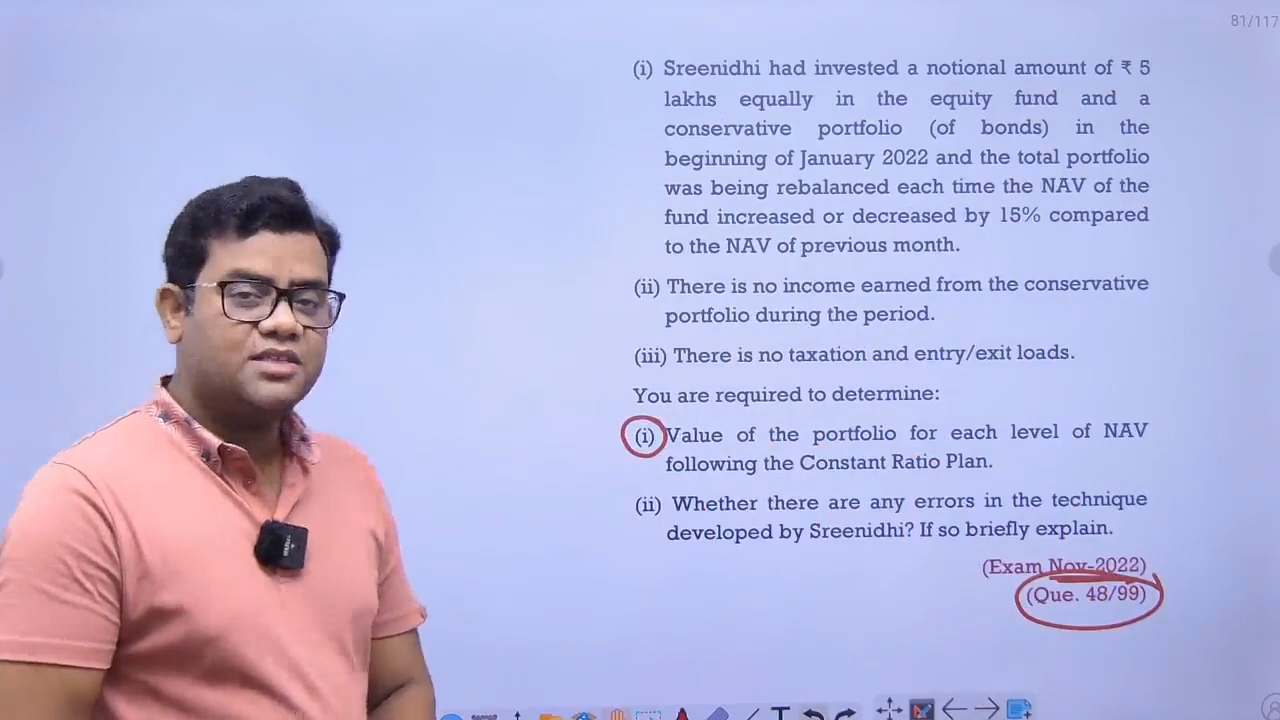 81/117
(i) Sreenidhi had invested a notional amount of ₹ 5
lakhs equally in the equity fund and a
conservative portfolio (of bonds) in the
beginning of January 2022 and the total portfolio
was being rebalanced each time the NAV of the
fund increased or decreased by 15% compared
to the NAV of previous month.
(ii) There is no income earned from the conservative
portfolio during the period.
(iii) There is no taxation and entry/exit loads.
You are required to determine:
(i) Value of the portfolio for each level of NAV
following the Constant Ratio Plan.
(ii) Whether there are any errors in the technique
developed by Sreenidhi? If so briefly explain.
(Exam Nov-2022)
(Que. 48/99)